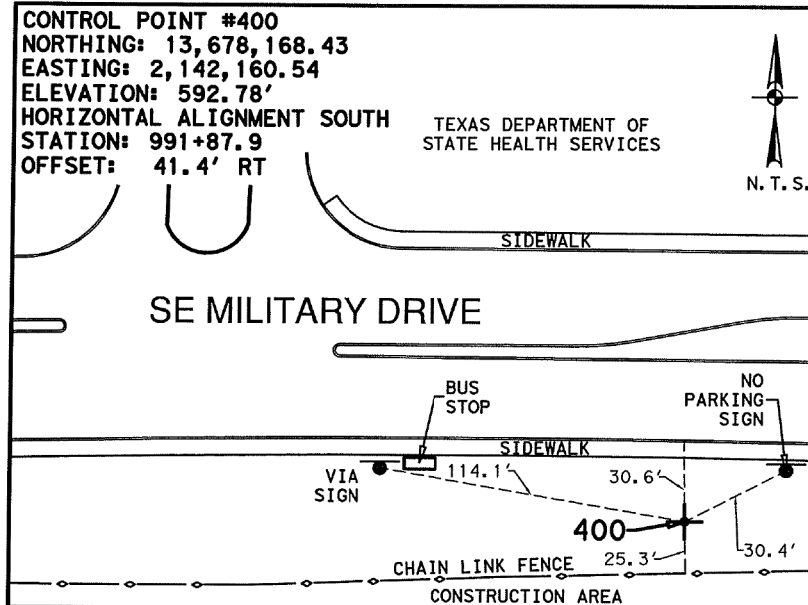 CONTROL POINT #400
NORTHING: 13,678,168.43
EASTING: 2,142,160.54
ELEVATION: 592.78'
HORIZONTAL ALIGNMENT SOUTH
STATION: 991+87.9
OFFSET: 41.4' RT
TEXAS DEPARTMENT OF
STATE HEALTH SERVICES
N.T.S.
SIDEWALK
SE MILITARY DRIVE
BUS
STOP
NO
PARKING
SIGN
SIDEWALK
VIA
SIGN
114.1'
30.6'
400
25.3'
30.4'
CHAIN LINK FENCE
CONSTRUCTION AREA